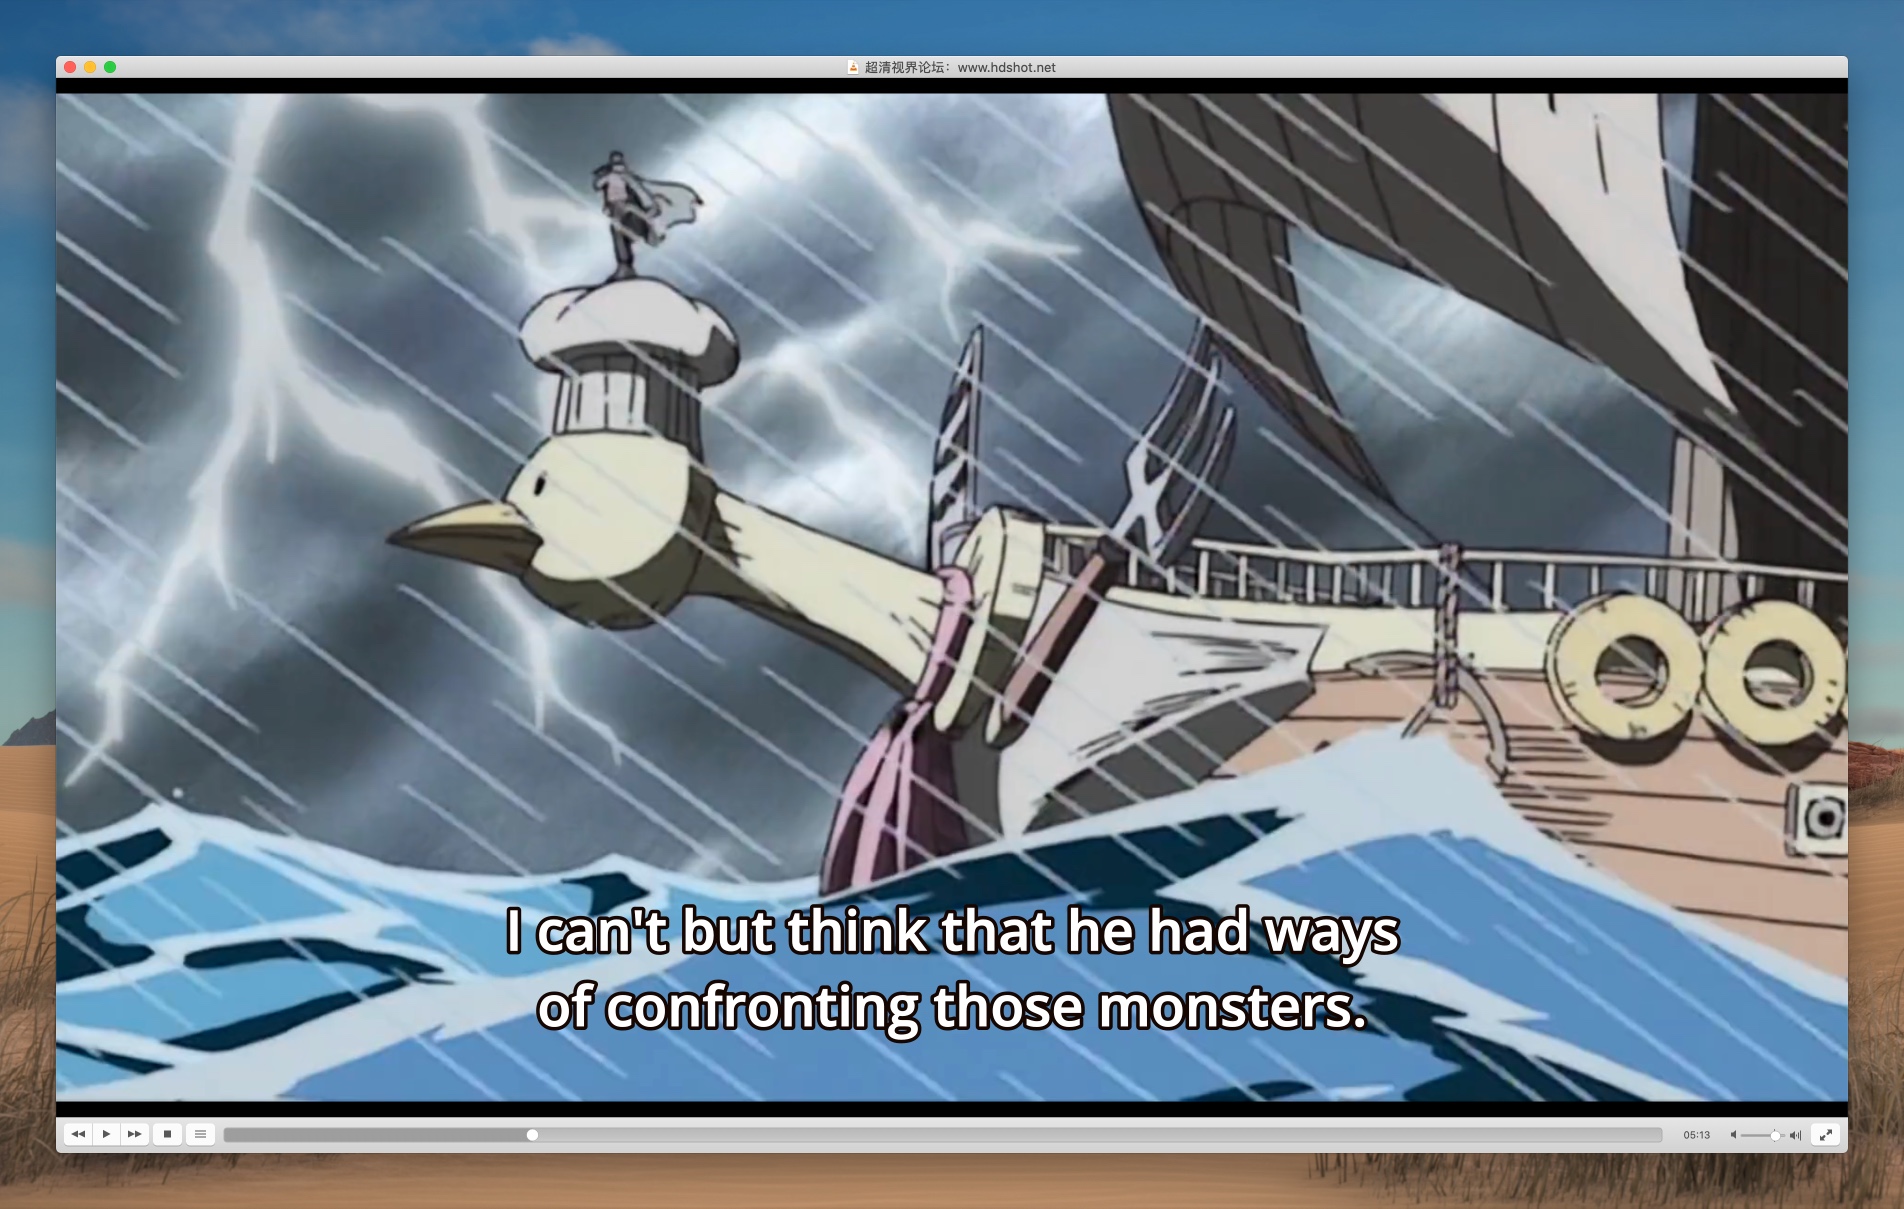 超清视界论坛：www.hdshot.net
I can't but think that he had ways
of confronting those monsters.
05:13